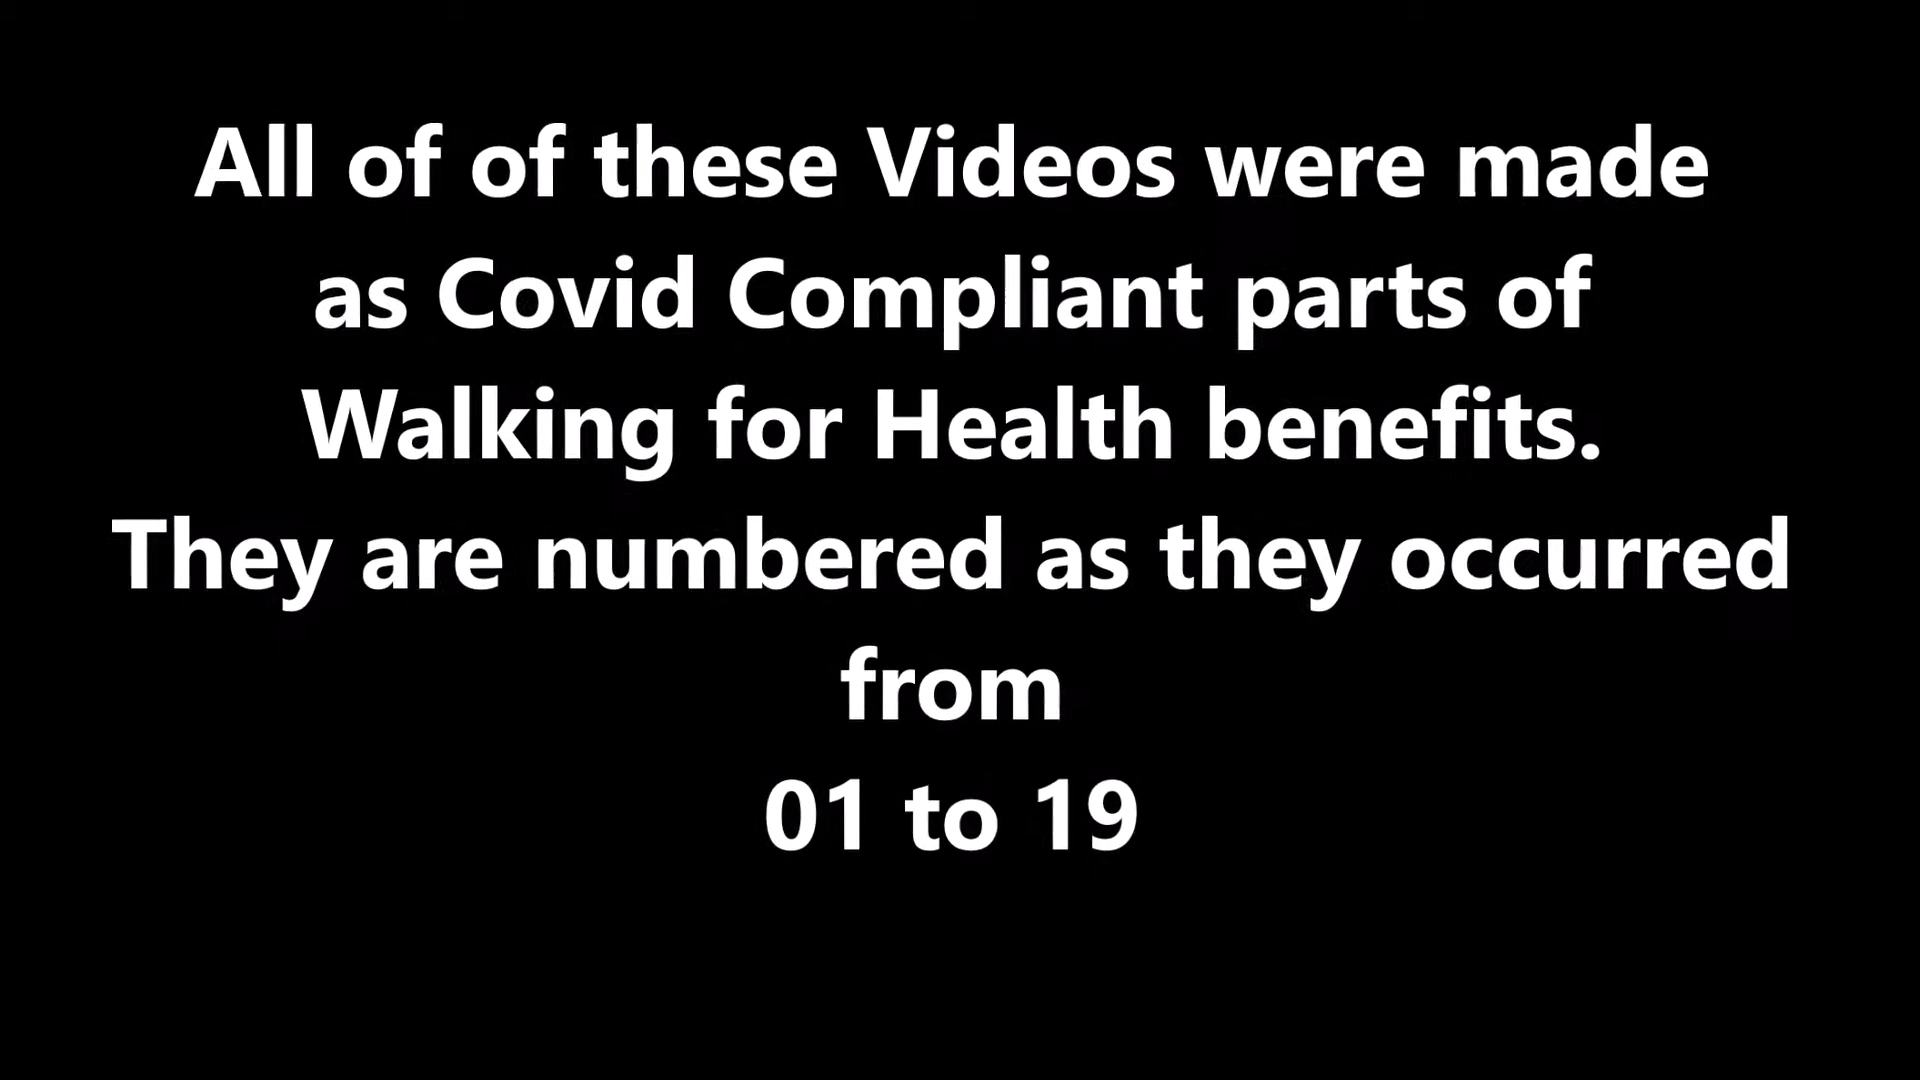 All of of these Videos were made
as Covid Compliant parts of
Walking for Health benefits.
They are numbered as they occurred
from
01 to 19